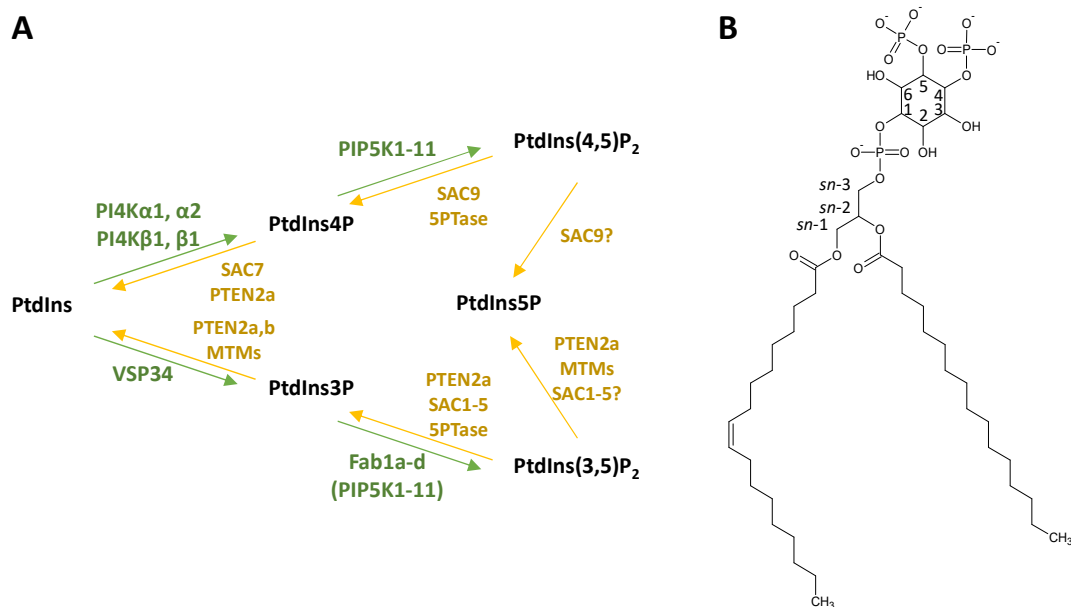 A
PIP5K1-11
PtdIns(4,5)P2
SAC9
5PTase
PI4Kα1, α2
PI4Kβ1, β1
PtdIns4P
SAC9?
SAC7
PTEN2a
PtdIns
PtdIns5P
PTEN2a,b
MTMs
VSP34
PtdIns3P
PTEN2a
MTMs
SAC1-5?
PTEN2a
SAC1-5
5PTase
Fab1a-d
(PIP5K1-11)
PtdIns(3,5)P2
B
O- O-
P P
O- O O O-
O O
HO 5
6 4
1 3
2
O OH
O- P O OH
O
sn-3
sn-2
sn-1
O O
O O
CH3
CH3